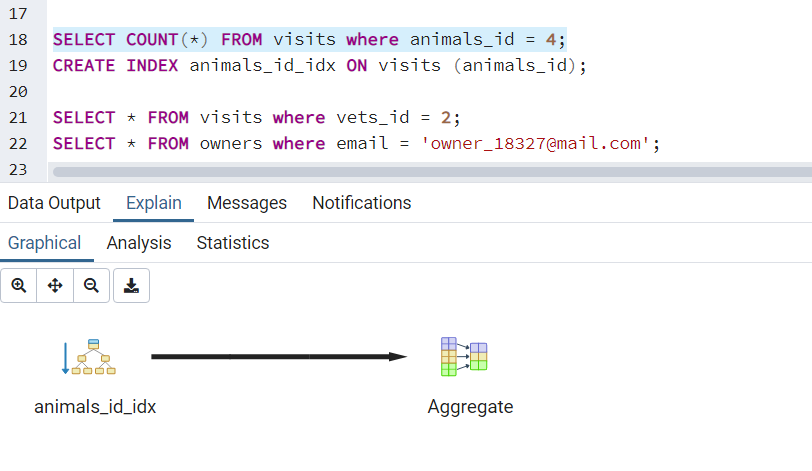 17
18 SELECT COUNT(*) FROM visits where animals_id = 4;
19 CREATE INDEX animals_id_idx ON visits (animals_id);
20
21 SELECT * FROM visits where vets_id = 2;
22 SELECT * FROM owners where email = 'owner_18327@mail.com';
23
Data Output Explain Messages Notifications
Graphical Analysis Statistics
animals_id_idx Aggregate